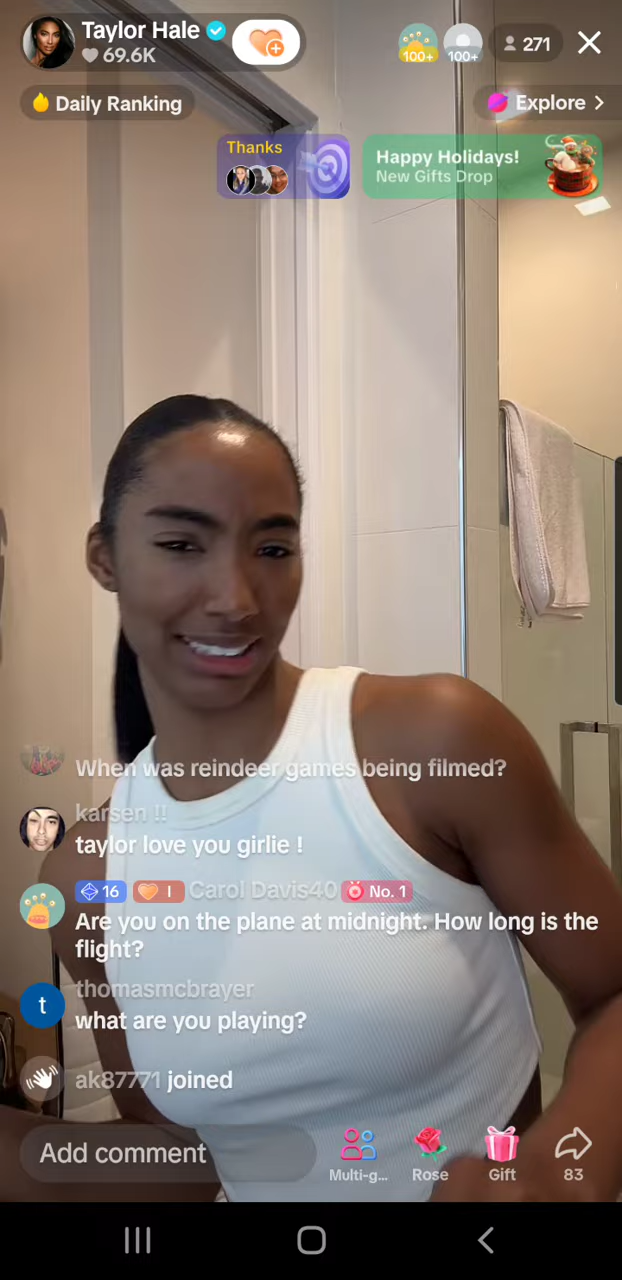 Taylor Hale
69.6K
100+
100+
271
Daily Ranking
Explore >
Thanks
Happy Holidays!
New Gifts Drop
When was reindeer games being filmed?
karsen !!
taylor love you girlie !
16 I Carol Davis40 No. 1
Are you on the plane at midnight. How long is the
flight?
t
thomasmcbrayer
what are you playing?
ak87771 joined
Add comment
Multi-g...
Rose
Gift
83